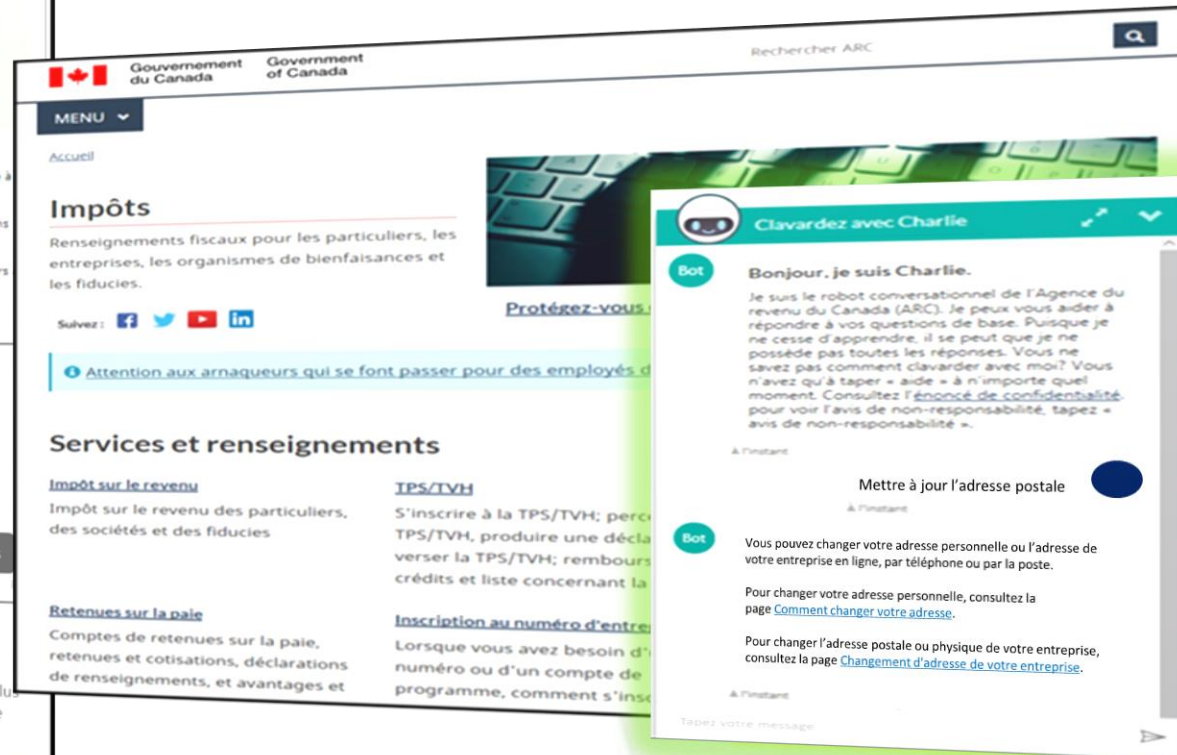 Gouvernement
du Canada
Government
of Canada
Rechercher ARC
MENU
Accueil
Impôts
Renseignements fiscaux pour les particuliers, les
entreprises, les organismes de bienfaisances et
les fiducies.
Suivez :
Protégez-vous
Attention aux arnaqueurs qui se font passer pour des employés
Services et renseignements
Impôt sur le revenu
Impôt sur le revenu des particuliers,
des sociétés et des fiducies
TPS/TVH
S'inscrire à la TPS/TVH;
TPS/TVH, produire une
verser la TPS/TVH;
crédits et liste concernant la
Retenues sur la paie
Comptes de retenues sur la paie,
retenues et cotisations, déclarations
de renseignements, et avantages et
Inscription au numéro
Lorsque vous avez besoin
numéro ou d'un compte de
programme, comment
Clavardez avec Charlie
Bot
Bonjour, je suis Charlie.
Je suis le robot conversationnel de l'Agence du
revenu du Canada (ARC). Je peux vous aider à
répondre à vos questions de base. Puisque je
ne cesse d'apprendre, il se peut que je ne
possède pas toutes les réponses. Vous ne
savez pas comment clavarder avec moi? Vous
n'avez qu'à taper « aide » à n'importe quel
moment. Consultez l'énoncé de confidentialité.
pour voir l'avis de non-responsabilité, tapez «
avis de non-responsabilité ».
À l'instant
Mettre à jour l'adresse postale
À l'instant
Bot
Vous pouvez changer votre adresse personnelle ou l'adresse de
votre entreprise en ligne, par téléphone ou par la poste.
Pour changer votre adresse personnelle, consultez la
page Comment changer votre adresse.
Pour changer l'adresse postale ou physique de votre entreprise,
consultez la page Changement d'adresse de votre entreprise.
À l'instant
Tapez votre message